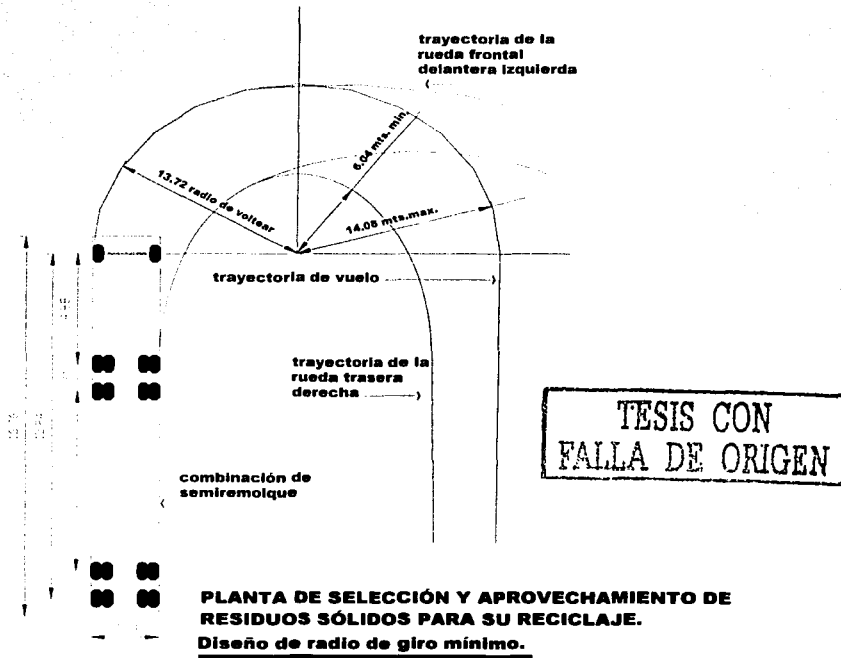 trayectoria de la
rueda frontal
delantera izquierda
6.04 mts. min.
13.72 radio de voltear
14.08 mts.max.
trayectoria de vuelo
trayectoria de la
rueda trasera
derecha
TESIS CON
FALLA DE ORIGEN
combinación de
semiremolque
PLANTA DE SELECCIÓN Y APROVECHAMIENTO DE
RESIDUOS SÓLIDOS PARA SU RECICLAJE.
Diseño de radio de giro mínimo.